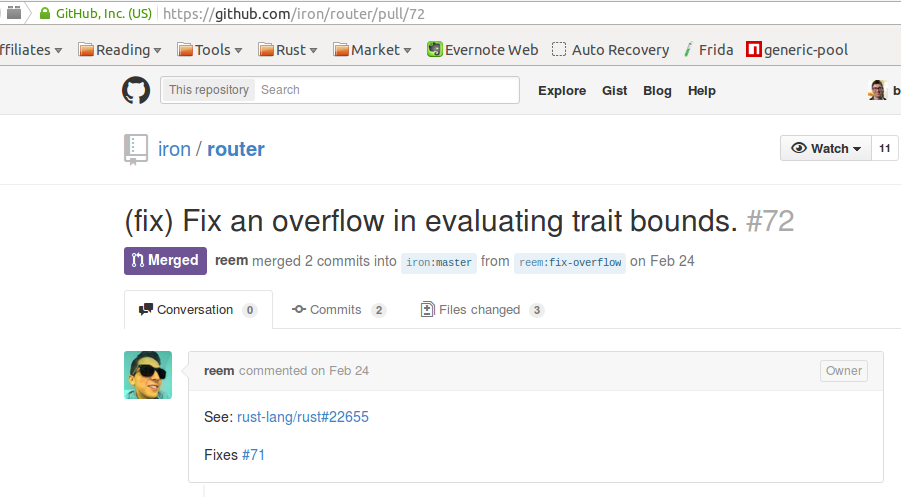 GitHub, Inc. (US) https://github.com/iron/router/pull/72
ffiliates Reading Tools Rust Market Evernote Web Auto Recovery Frida generic-pool
This repository Search Explore Gist Blog Help b
iron / router Watch 11
(fix) Fix an overflow in evaluating trait bounds. #72
Merged reem merged 2 commits into iron:master from reem:fix-overflow on Feb 24
Conversation 0 Commits 2 Files changed 3
reem commented on Feb 24 Owner
See: rust-lang/rust#22655
Fixes #71